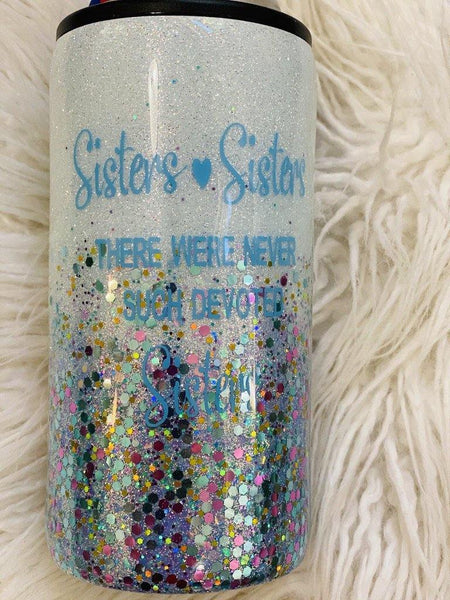 Sisters ♥ Sisters
THERE WERE NEVER
SUCH DEVOTED
Sisters